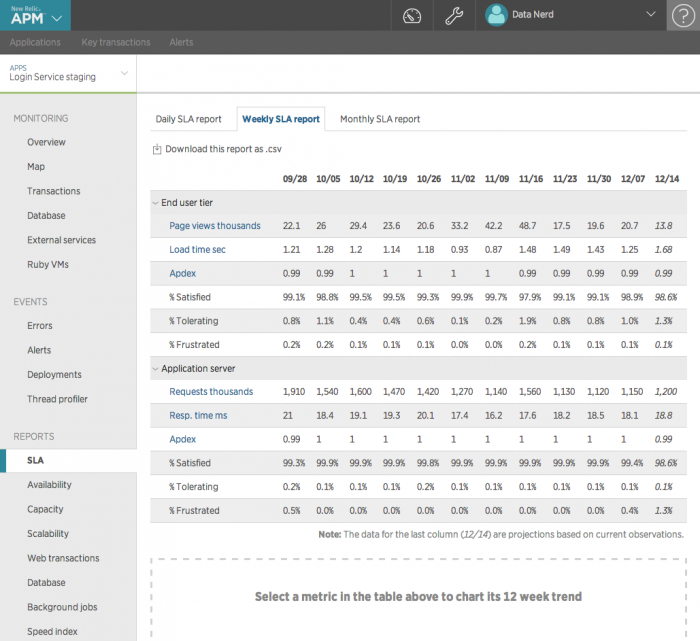 New Relic.
APM
Data Nerd
?
Applications Key transactions Alerts
APPS
Login Service staging
MONITORING
Overview
Map
Transactions
Database
External services
Ruby VMs
EVENTS
Errors
Alerts
Deployments
Thread profiler
REPORTS
SLA
Availability
Capacity
Scalability
Web transactions
Database
Background jobs
Speed index
Daily SLA report Weekly SLA report Monthly SLA report
Download this report as .csv
09/28 10/05 10/12 10/19 10/26 11/02 11/09 11/16 11/23 11/30 12/07 12/14
End user tier
Page views thousands 22.1 26 29.4 23.6 20.6 33.2 42.2 48.7 17.5 19.6 20.7 13.8
Load time sec 1.21 1.28 1.2 1.14 1.18 0.93 0.87 1.48 1.49 1.43 1.25 1.68
Apdex 0.99 0.99 1 1 1 1 1 0.99 0.99 0.99 0.99 0.99
% Satisfied 99.1% 98.8% 99.5% 99.5% 99.3% 99.9% 99.7% 97.9% 99.1% 99.1% 98.9% 98.6%
% Tolerating 0.8% 1.1% 0.4% 0.4% 0.6% 0.1% 0.2% 1.9% 0.8% 0.8% 1.0% 1.3%
% Frustrated 0.2% 0.2% 0.1% 0.1% 0.1% 0.0% 0.0% 0.2% 0.1% 0.1% 0.1% 0.1%
Application server
Requests thousands 1,910 1,540 1,600 1,470 1,420 1,270 1,140 1,560 1,130 1,120 1,150 1,200
Resp. time ms 21 18.4 19.1 19.3 20.1 17.4 16.2 17.6 18.2 18.5 18.1 18.8
Apdex 0.99 1 1 1 1 1 1 1 1 1 1 0.99
% Satisfied 99.3% 99.9% 99.9% 99.9% 99.8% 99.9% 99.9% 99.9% 99.9% 99.9% 99.4% 98.6%
% Tolerating 0.2% 0.1% 0.1% 0.1% 0.2% 0.1% 0.1% 0.1% 0.1% 0.1% 0.1% 0.1%
% Frustrated 0.5% 0.0% 0.0% 0.0% 0.0% 0.0% 0.0% 0.0% 0.0% 0.0% 0.4% 1.3%
Note: The data for the last column (12/14) are projections based on current observations.
Select a metric in the table above to chart its 12 week trend